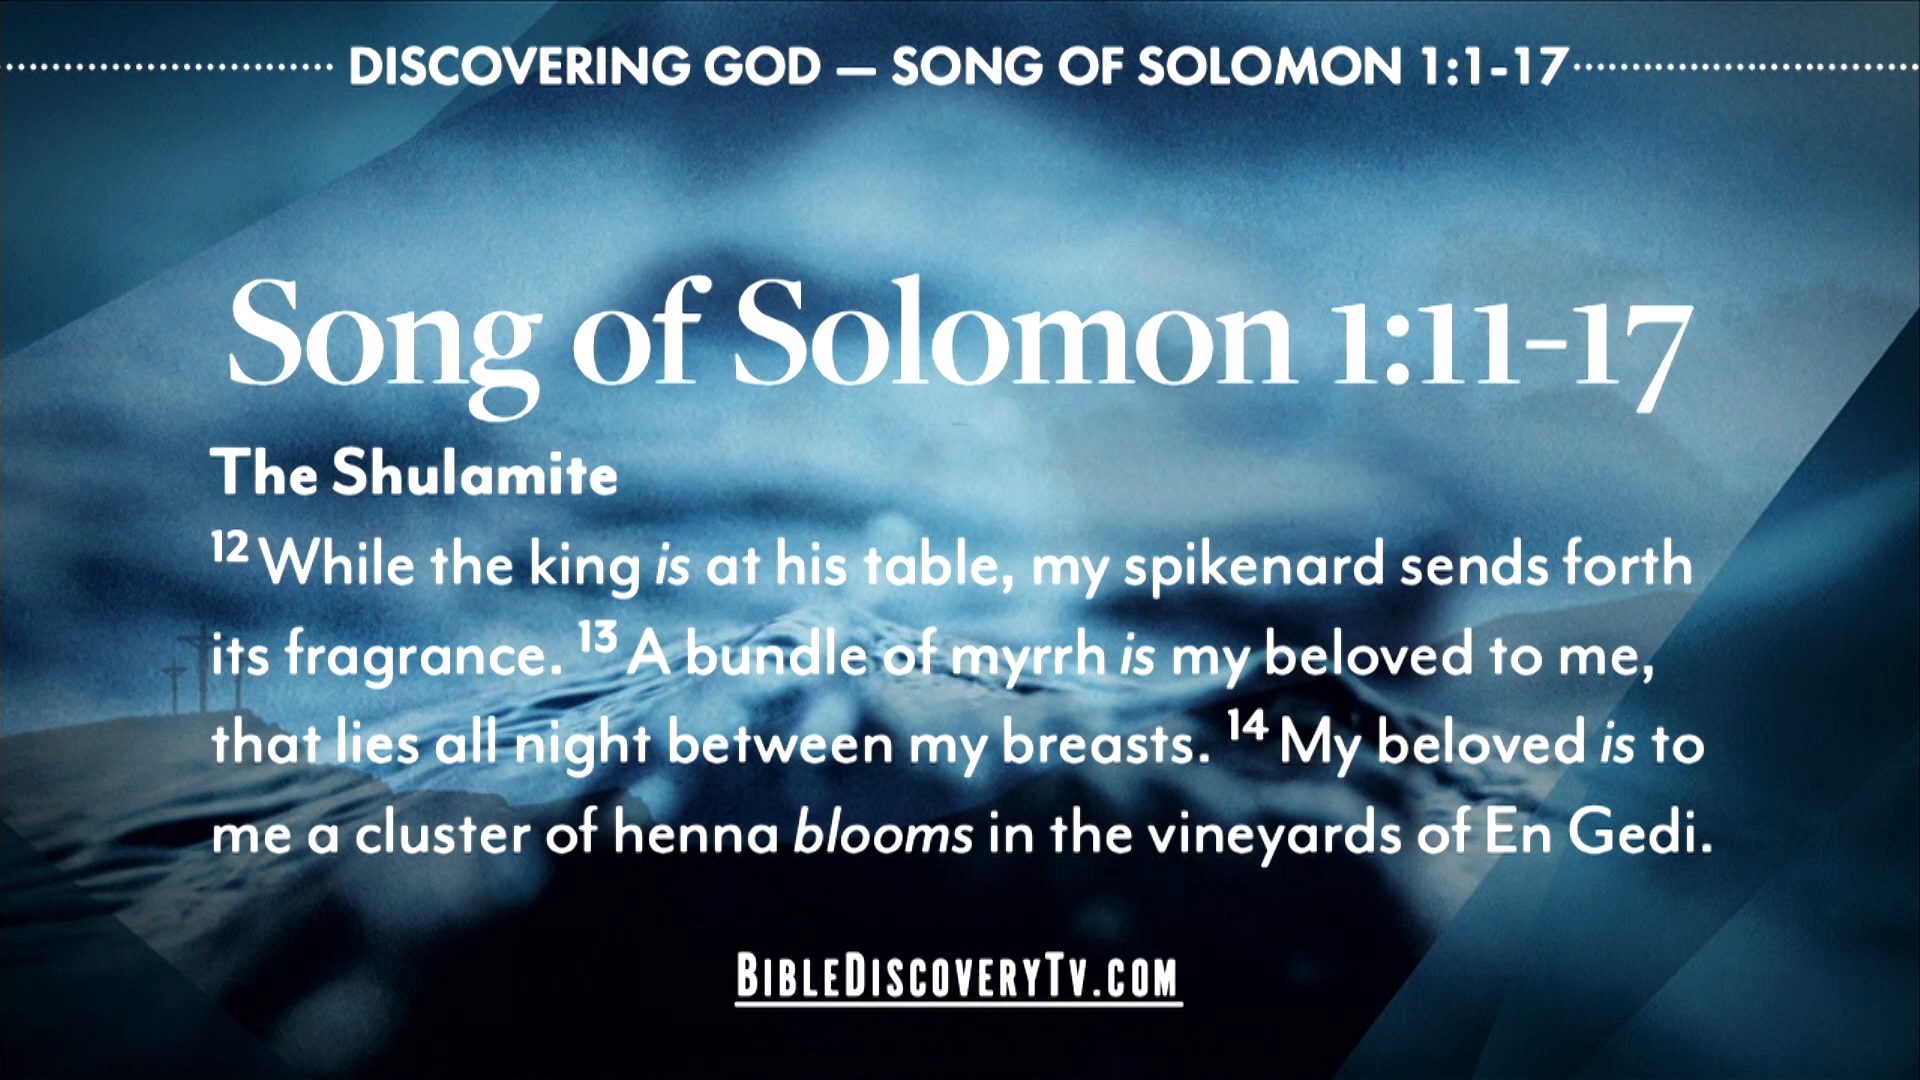 DISCOVERING GOD — SONG OF SOLOMON 1:1-17
Song of Solomon 1:11-17
The Shulamite
12 While the king is at his table, my spikenard sends forth
its fragrance. 13 A bundle of myrrh is my beloved to me,
that lies all night between my breasts. 14 My beloved is to
me a cluster of henna blooms in the vineyards of En Gedi.
BIBLEDISCOVERYTV.COM